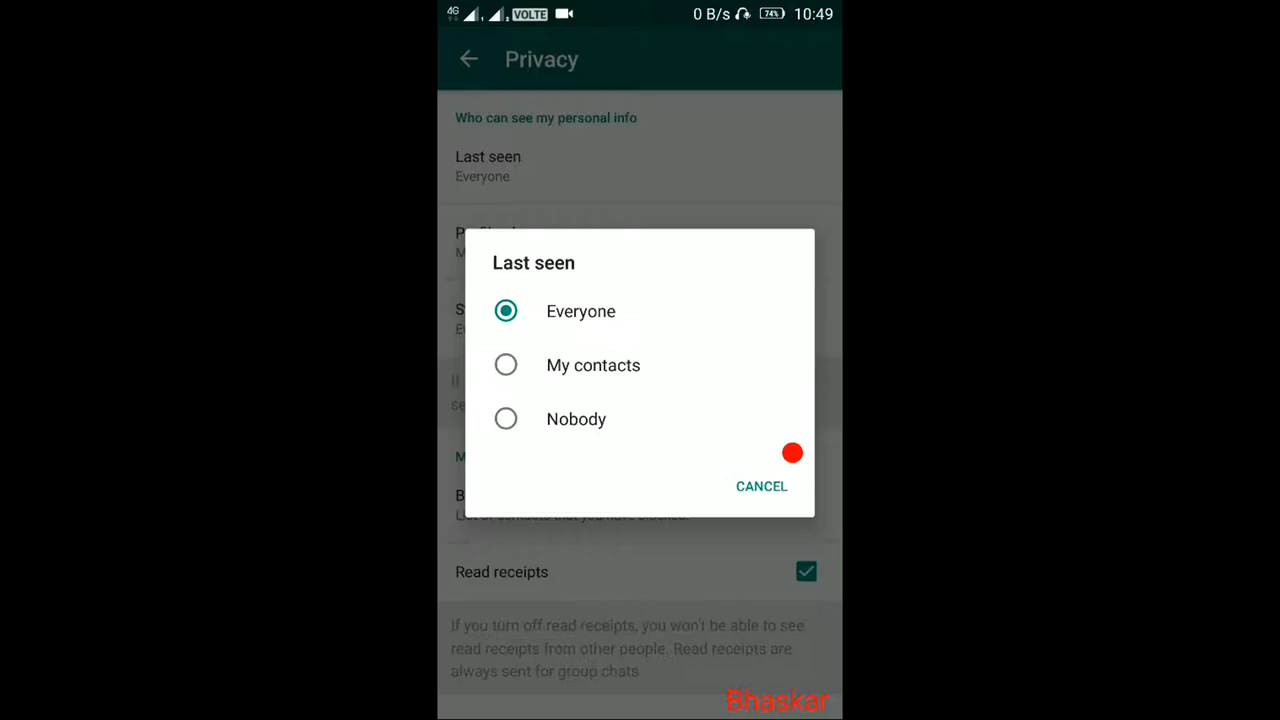 4G 1 2 VOLTE 0 B/s 74% 10:49
Privacy
Who can see my personal info
Last seen
Everyone
Last seen
Everyone
My contacts
Nobody
CANCEL
Read receipts
If you turn off read receipts, you won't be able to see
read receipts from other people. Read receipts are
always sent for group chats
Bhaskar